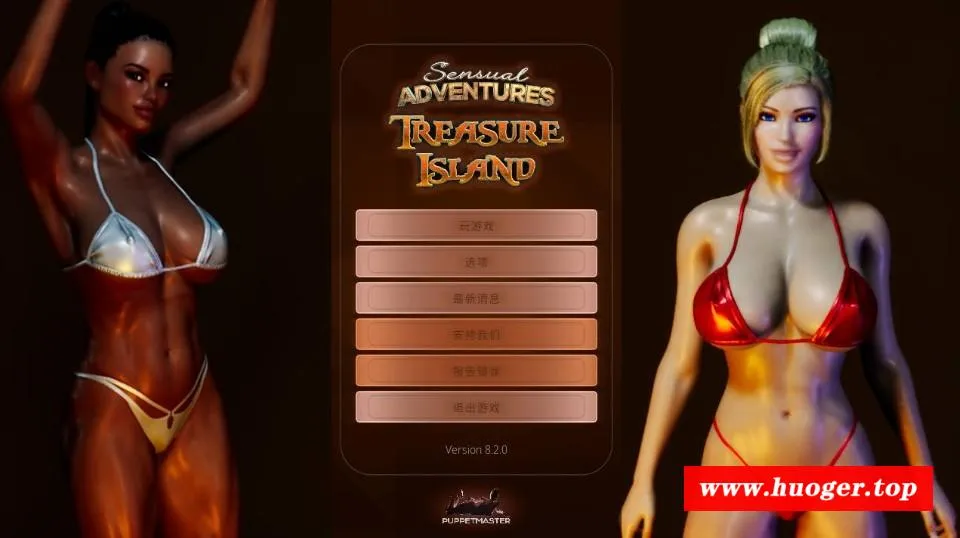 Sensual
ADVENTURES
TREASURE
ISLAND
玩游戏
选项
最新消息
支持我们
报告错误
退出游戏
Version 8.2.0
PUPPETMASTER
www.huoger.top